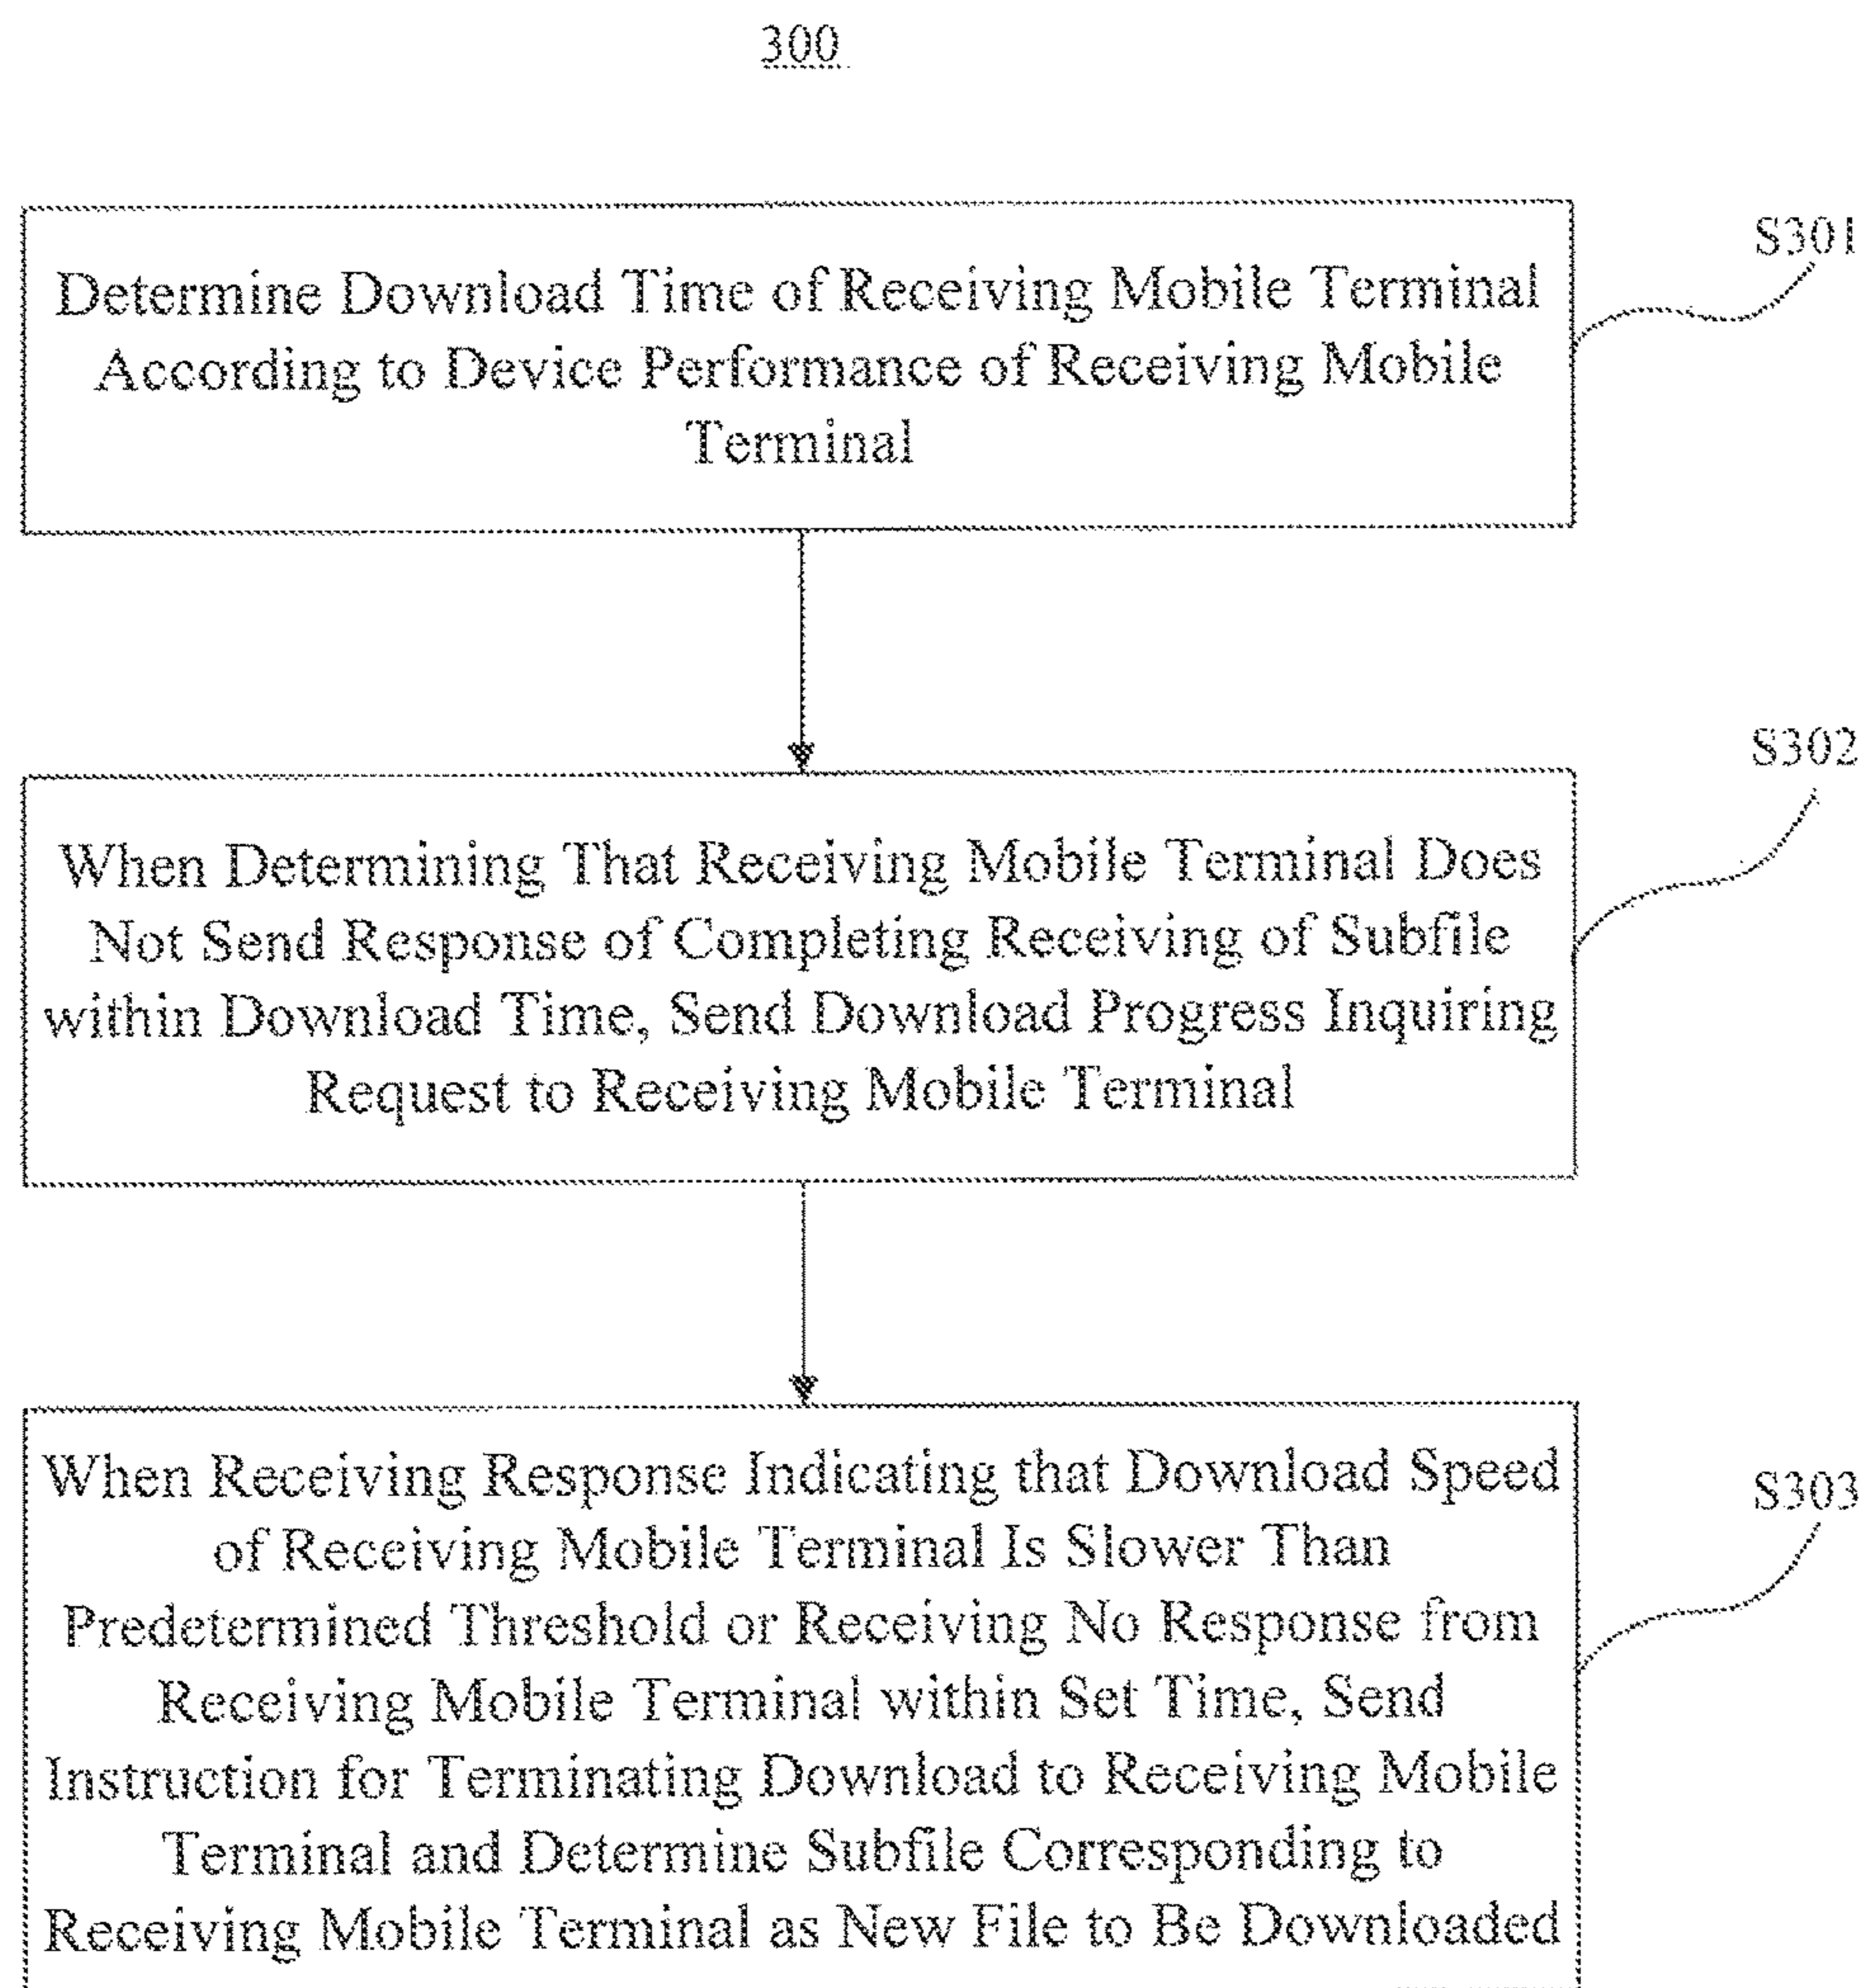 300
S301
Determine Download Time of Receiving Mobile Terminal
According to Device Performance of Receiving Mobile
Terminal
S302
When Determining That Receiving Mobile Terminal Does
Not Send Response of Completing Receiving of Subfile
within Download Time, Send Download Progress Inquiring
Request to Receiving Mobile Terminal
When Receiving Response Indicating that Download Speed
S303
of Receiving Mobile Terminal Is Slower Than
Predetermined Threshold or Receiving No Response from
Receiving Mobile Terminal within Set Time, Send
Instruction for Terminating Download to Receiving Mobile
Terminal and Determine Subfile Corresponding to
Receiving Mobile Terminal as New File to Be Downloaded